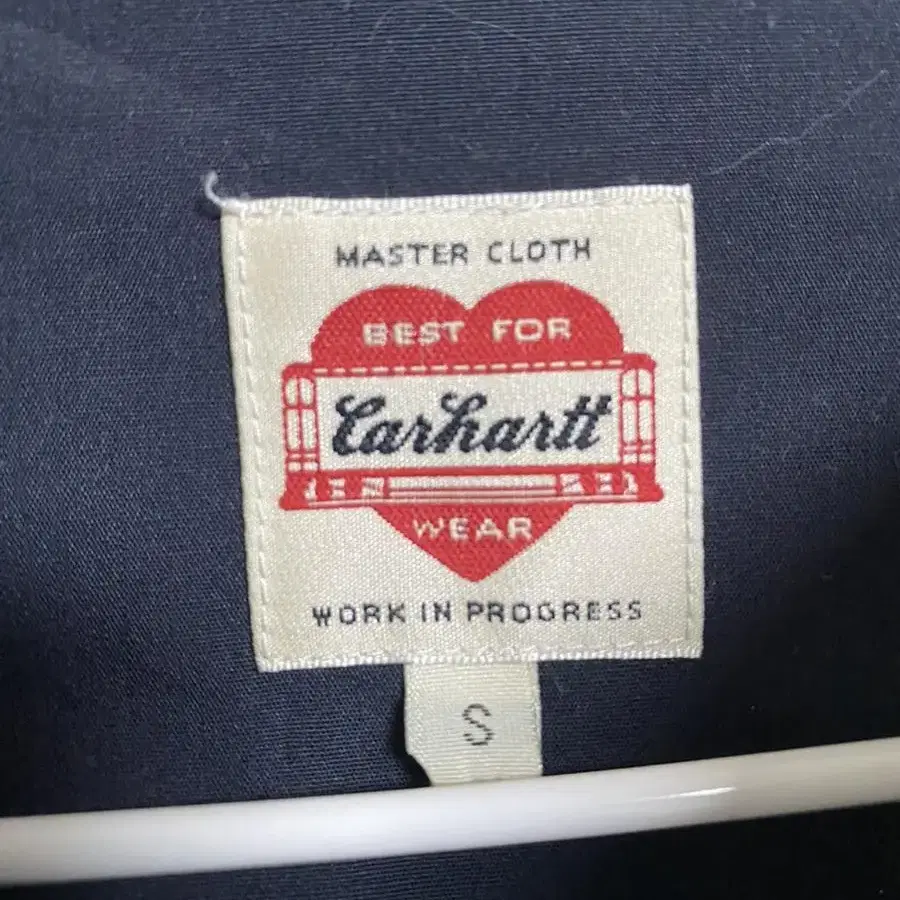 MASTER CLOTH
BEST FOR
Carhartt
WEAR
WORK IN PROGRESS
S